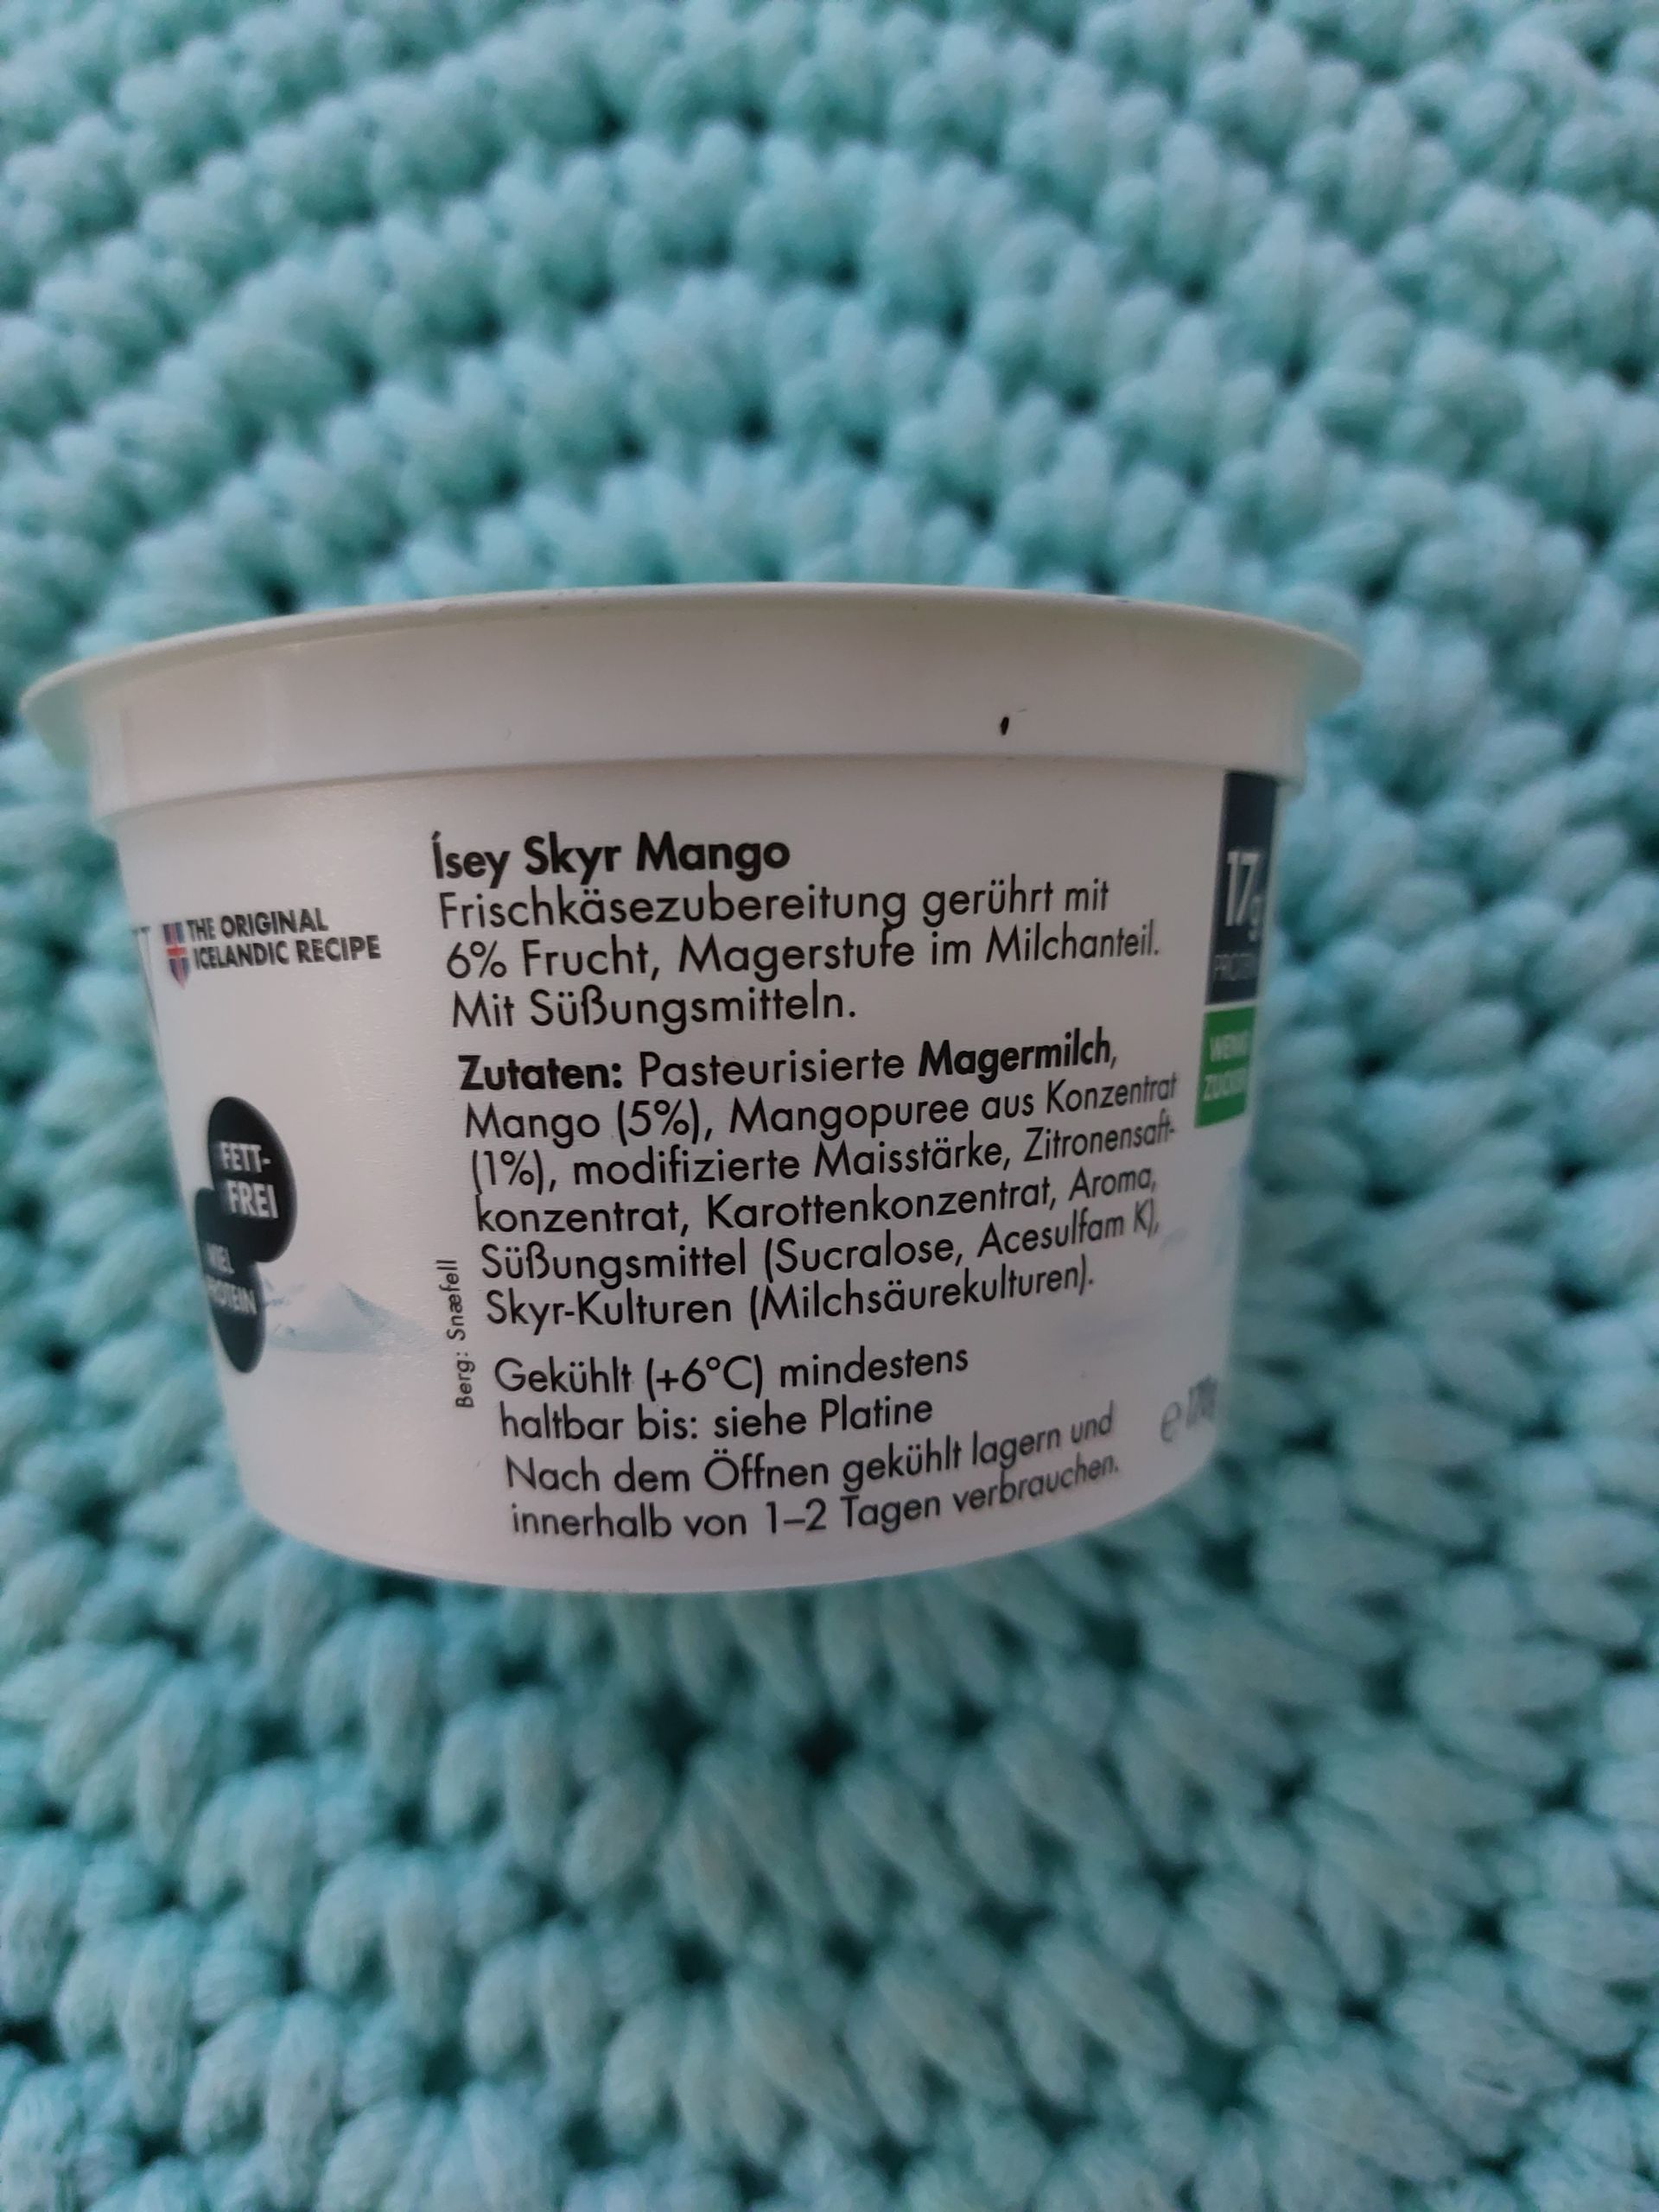 THE ORIGINAL
ICELANDIC RECIPE
FETT-
FREI
Berg: Snæfell
Ísey Skyr Mango
Frischkäsezubereitung gerührt mit
6% Frucht, Magerstufe im Milchanteil.
Mit Süßungsmitteln.
Zutaten: Pasteurisierte Magermilch,
Mango (5%), Mangopuree aus Konzentrat
(1%), modifizierte Maisstärke, Zitronensaft-
konzentrat, Karottenkonzentrat, Aroma,
Süßungsmittel (Sucralose, Acesulfam K),
Skyr-Kulturen (Milchsäurekulturen).
Gekühlt (+6°C) mindestens
haltbar bis: siehe Platine
Nach dem Öffnen gekühlt lagern und
innerhalb von 1–2 Tagen verbrauchen.
17g
WENIG
ZUCKER
e